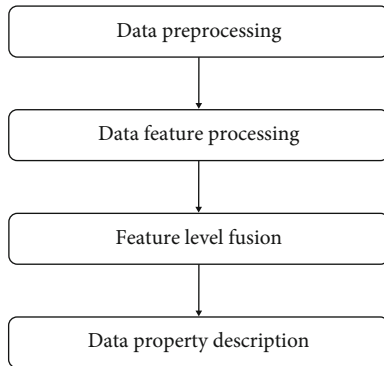 Data preprocessing
Data feature processing
Feature level fusion
Data property description